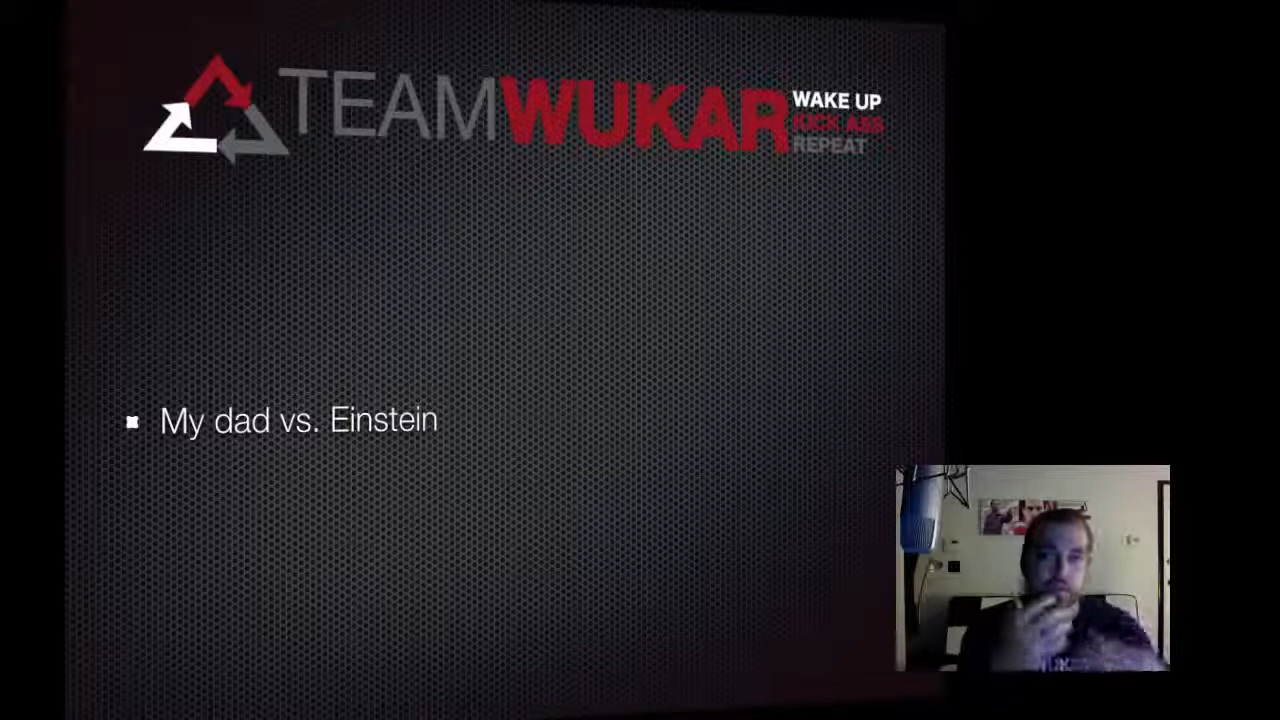 TEAMWUKAR
WAKE UP
KICK ASS
REPEAT
My dad vs. Einstein